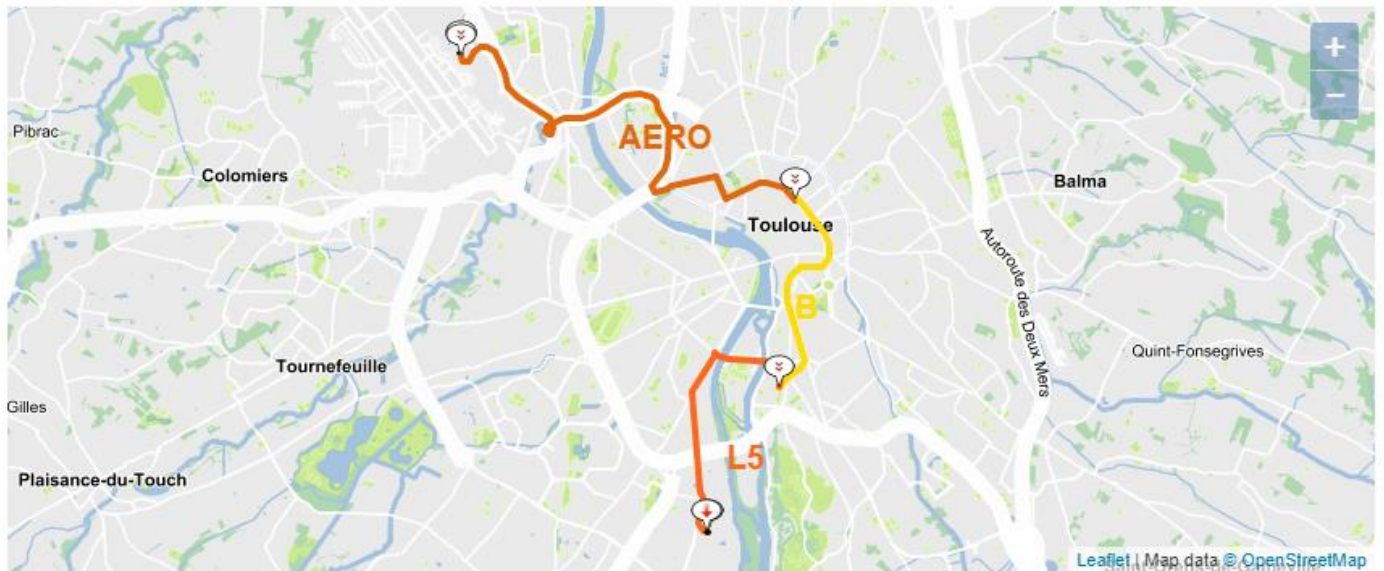 +
−
Pibrac
AERO
Colomiers
Balma
Toulouse
Autoroute des Deux Mers
B
Quint-Fonsegrives
Tournefeuille
Gilles
L5
Plaisance-du-Touch
Leaflet | Map data © OpenStreetMap